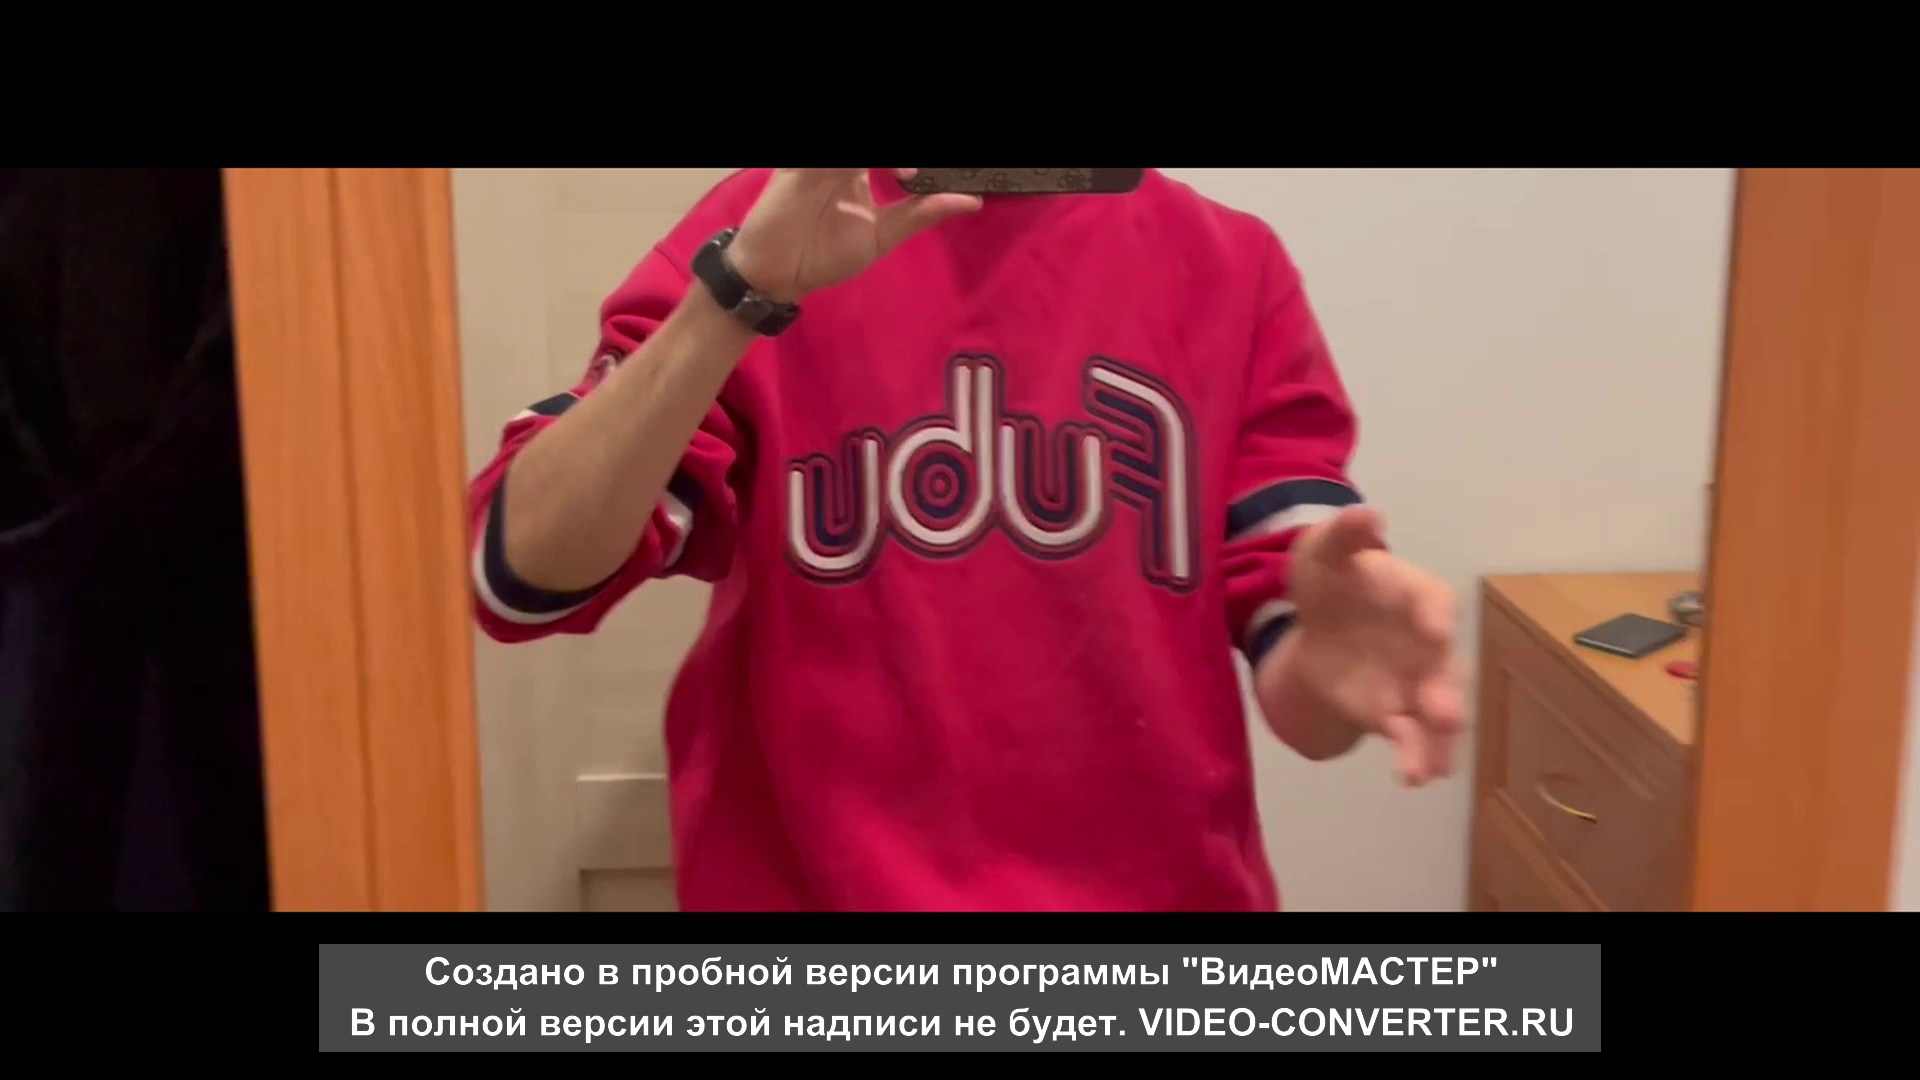 Fubu
Создано в пробной версии программы "ВидеоМАСТЕР"
В полной версии этой надписи не будет. VIDEO-CONVERTER.RU